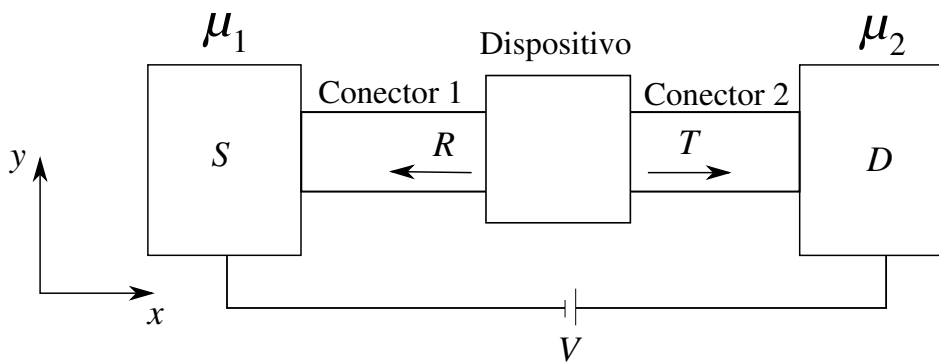 μ₁
μ₂
Dispositivo
Conector 1
Conector 2
S
R
T
D
y
x
V